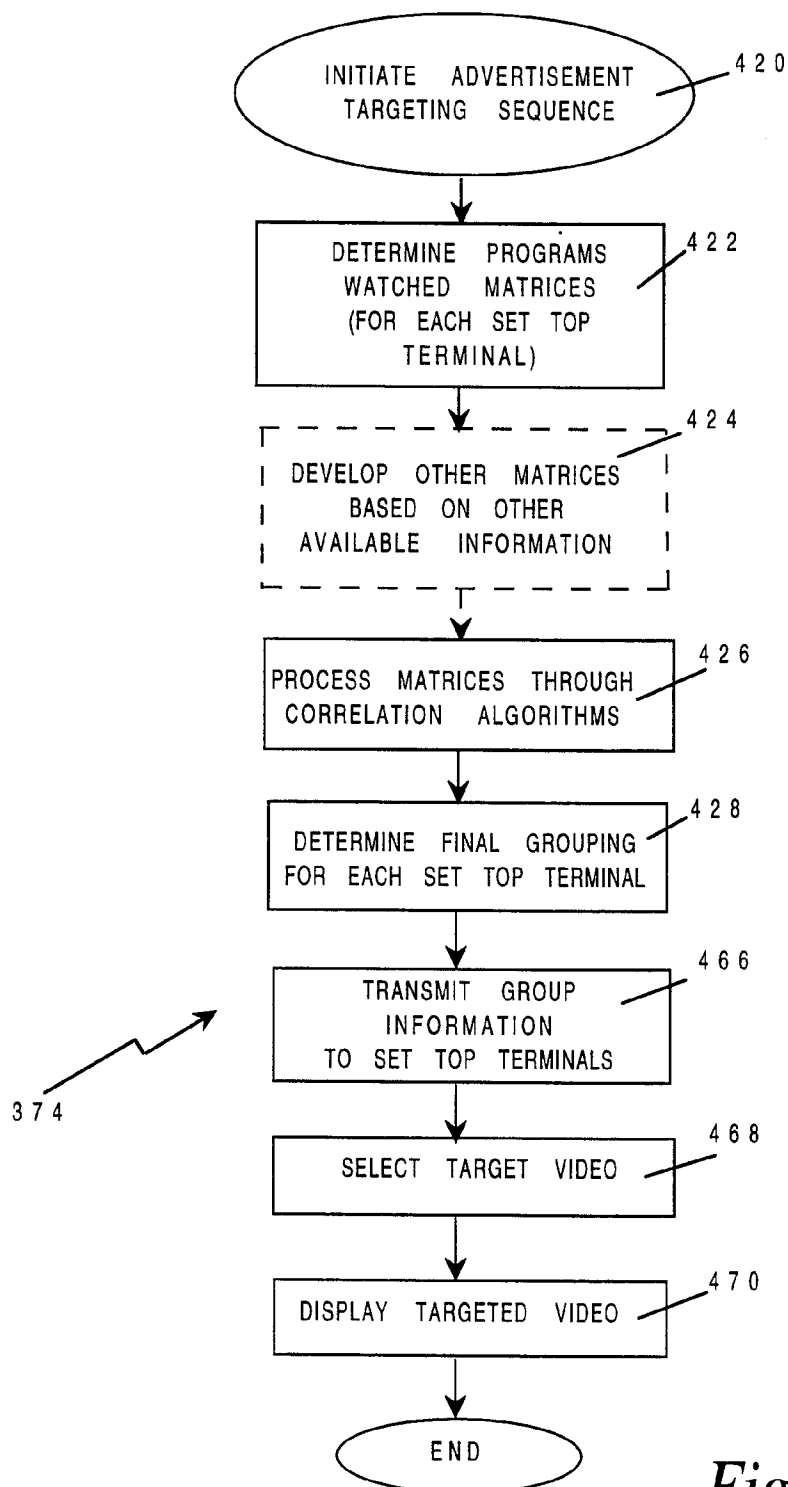 INITIATE ADVERTISEMENT
TARGETING SEQUENCE
420
DETERMINE PROGRAMS
WATCHED MATRICES
(FOR EACH SET TOP
TERMINAL)
422
424
DEVELOP OTHER MATRICES
BASED ON OTHER
AVAILABLE INFORMATION
426
PROCESS MATRICES THROUGH
CORRELATION ALGORITHMS
428
DETERMINE FINAL GROUPING
FOR EACH SET TOP TERMINAL
466
TRANSMIT GROUP
INFORMATION
TO SET TOP TERMINALS
374
468
SELECT TARGET VIDEO
470
DISPLAY TARGETED VIDEO
END